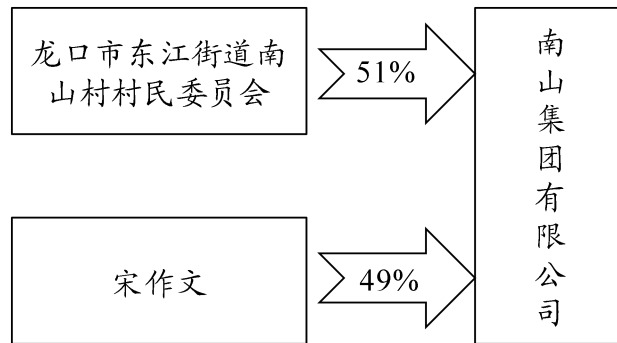 龙口市东江街道南
山村村民委员会
51%
宋作文
49%
南山集团有限公司